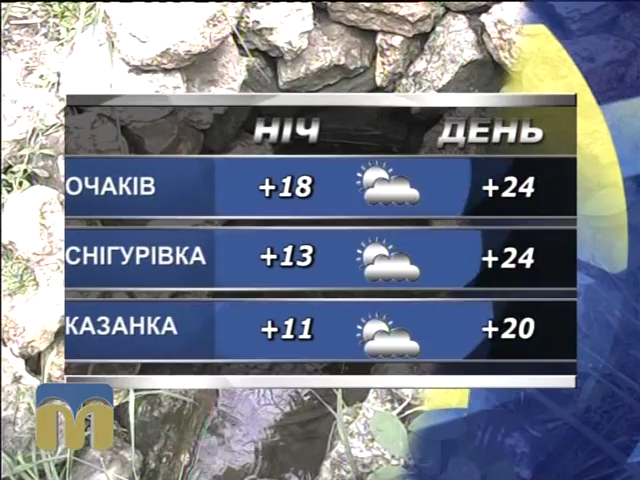 НІЧ ДЕНЬ
ОЧАКІВ +18 +24
СНІГУРІВКА +13 +24
КАЗАНКА +11 +20